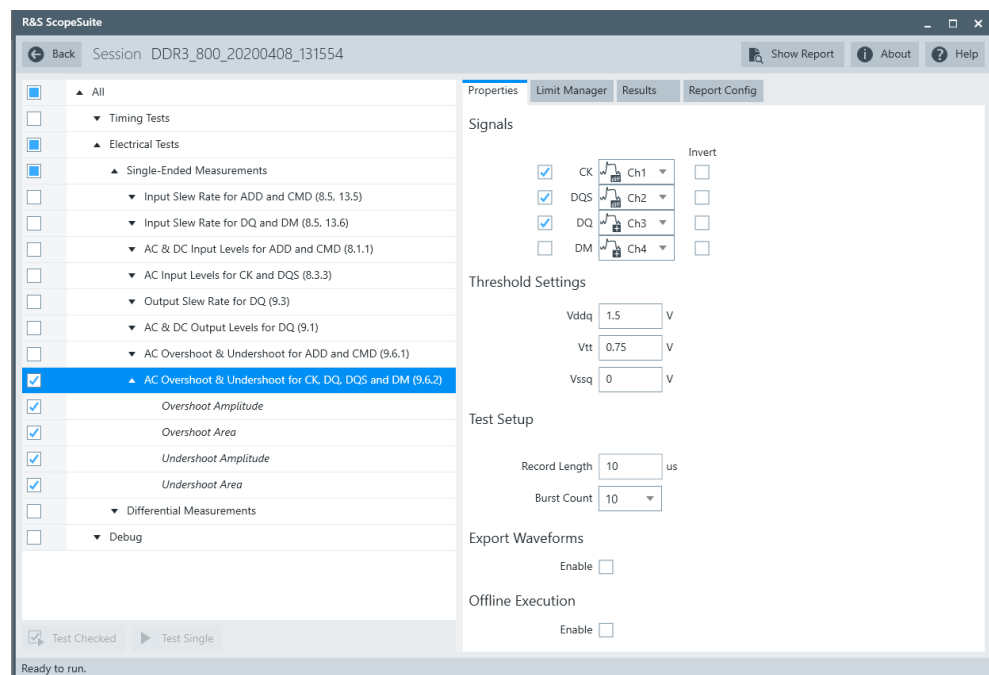 R&S ScopeSuite
Back Session DDR3_800_20200408_131554 Show Report About Help
All
Timing Tests
Electrical Tests
Single-Ended Measurements
Input Slew Rate for ADD and CMD (8.5, 13.5)
Input Slew Rate for DQ and DM (8.5, 13.6)
AC & DC Input Levels for ADD and CMD (8.1.1)
AC Input Levels for CK and DQS (8.3.3)
Output Slew Rate for DQ (9.3)
AC & DC Output Levels for DQ (9.1)
AC Overshoot & Undershoot for ADD and CMD (9.6.1)
AC Overshoot & Undershoot for CK, DQ, DQS and DM (9.6.2)
Overshoot Amplitude
Overshoot Area
Undershoot Amplitude
Undershoot Area
Differential Measurements
Debug
Test Checked Test Single
Properties Limit Manager Results Report Config
Signals
Invert
CK Ch1
DQS Ch2
DQ Ch3
DM Ch4
Threshold Settings
Vddq 1.5 V
Vtt 0.75 V
Vssq 0 V
Test Setup
Record Length 10 us
Burst Count 10
Export Waveforms
Enable
Offline Execution
Enable
Ready to run.